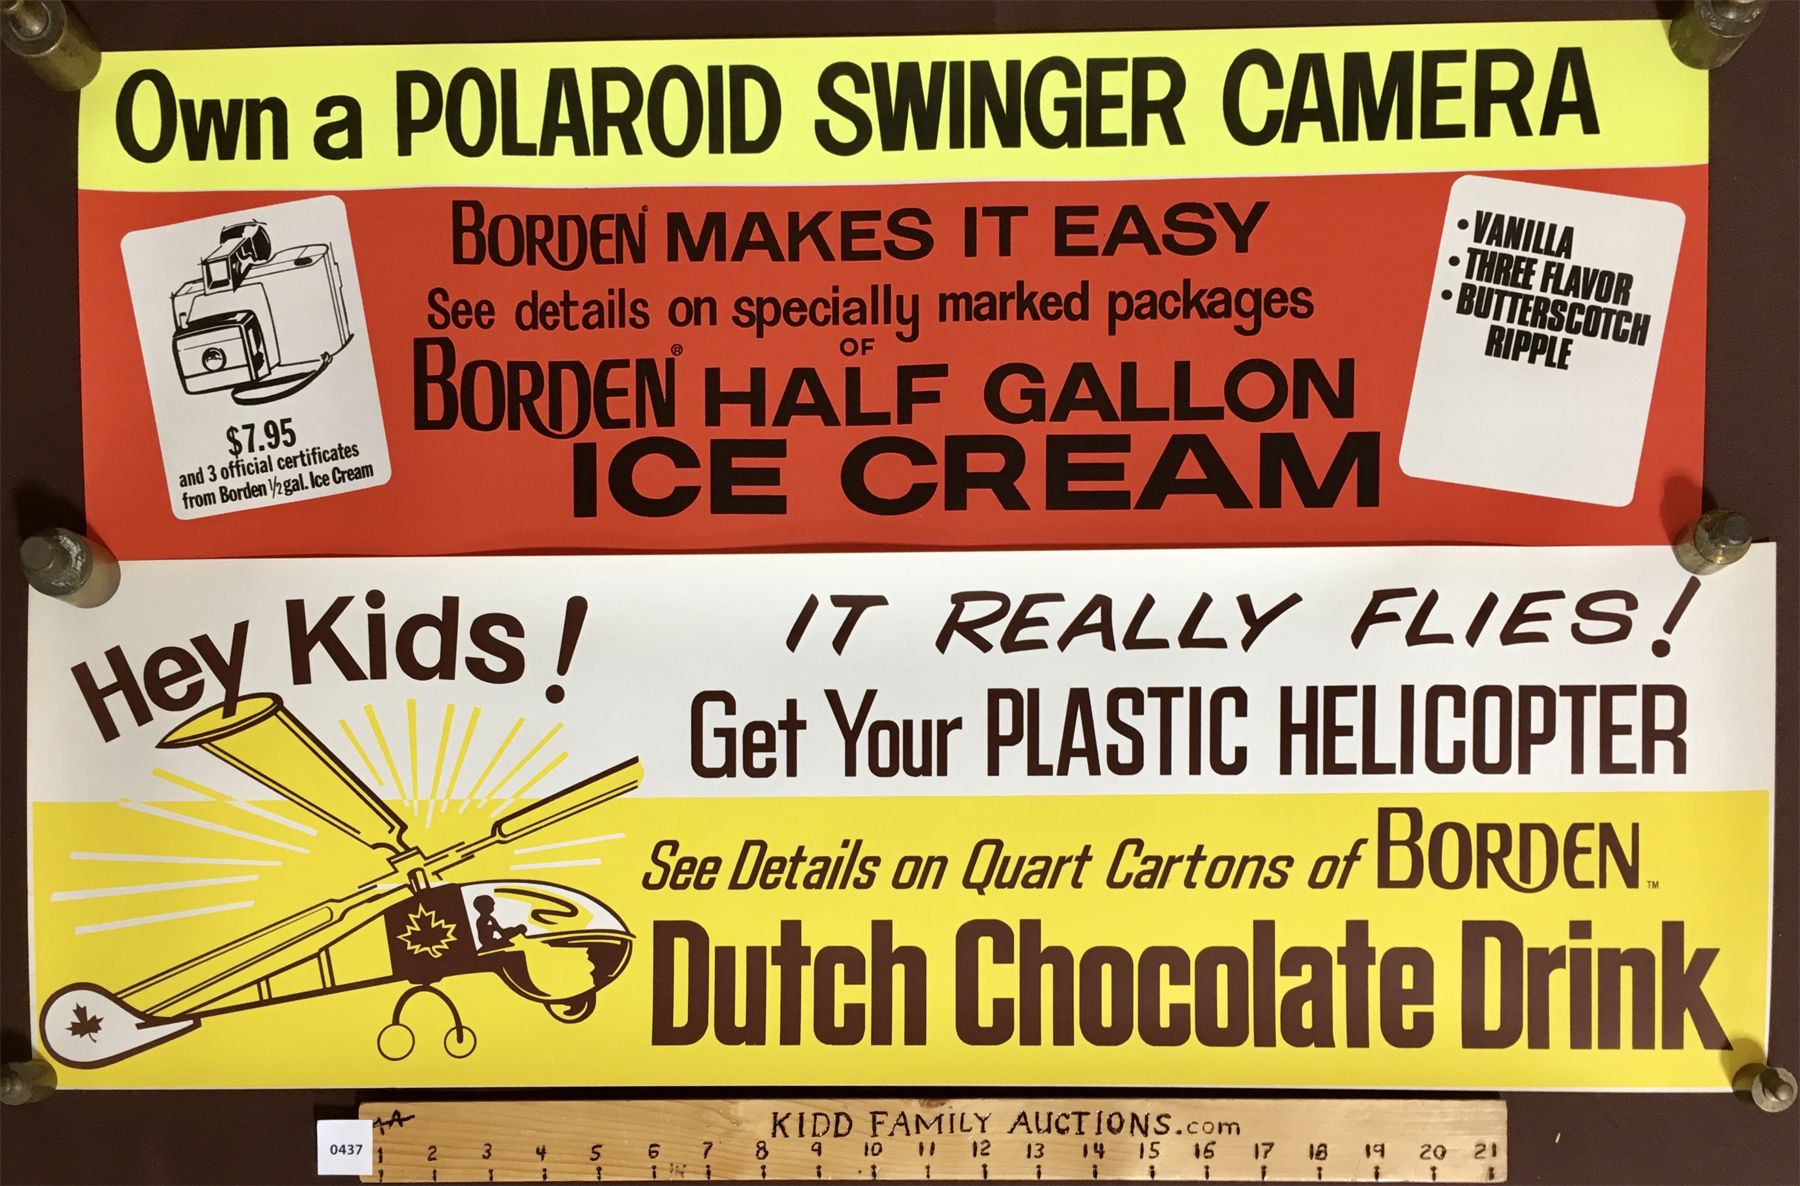 Own a POLAROID SWINGER CAMERA
BORDEN® MAKES IT EASY
See details on specially marked packages
OF
BORDEN® HALF GALLON
ICE CREAM
$7.95
and 3 official certificates
from Borden ½ gal. Ice Cream
• VANILLA
• THREE FLAVOR
• BUTTERSCOTCH
RIPPLE
Hey Kids!
IT REALLY FLIES!
Get Your PLASTIC HELICOPTER
See Details on Quart Cartons of BORDEN™
Dutch Chocolate Drink
KIDD FAMILY AUCTIONS.com
0437
1 2 3 4 5 6 7 8 9 10 11 12 13 14 15 16 17 18 19 20 21
IN